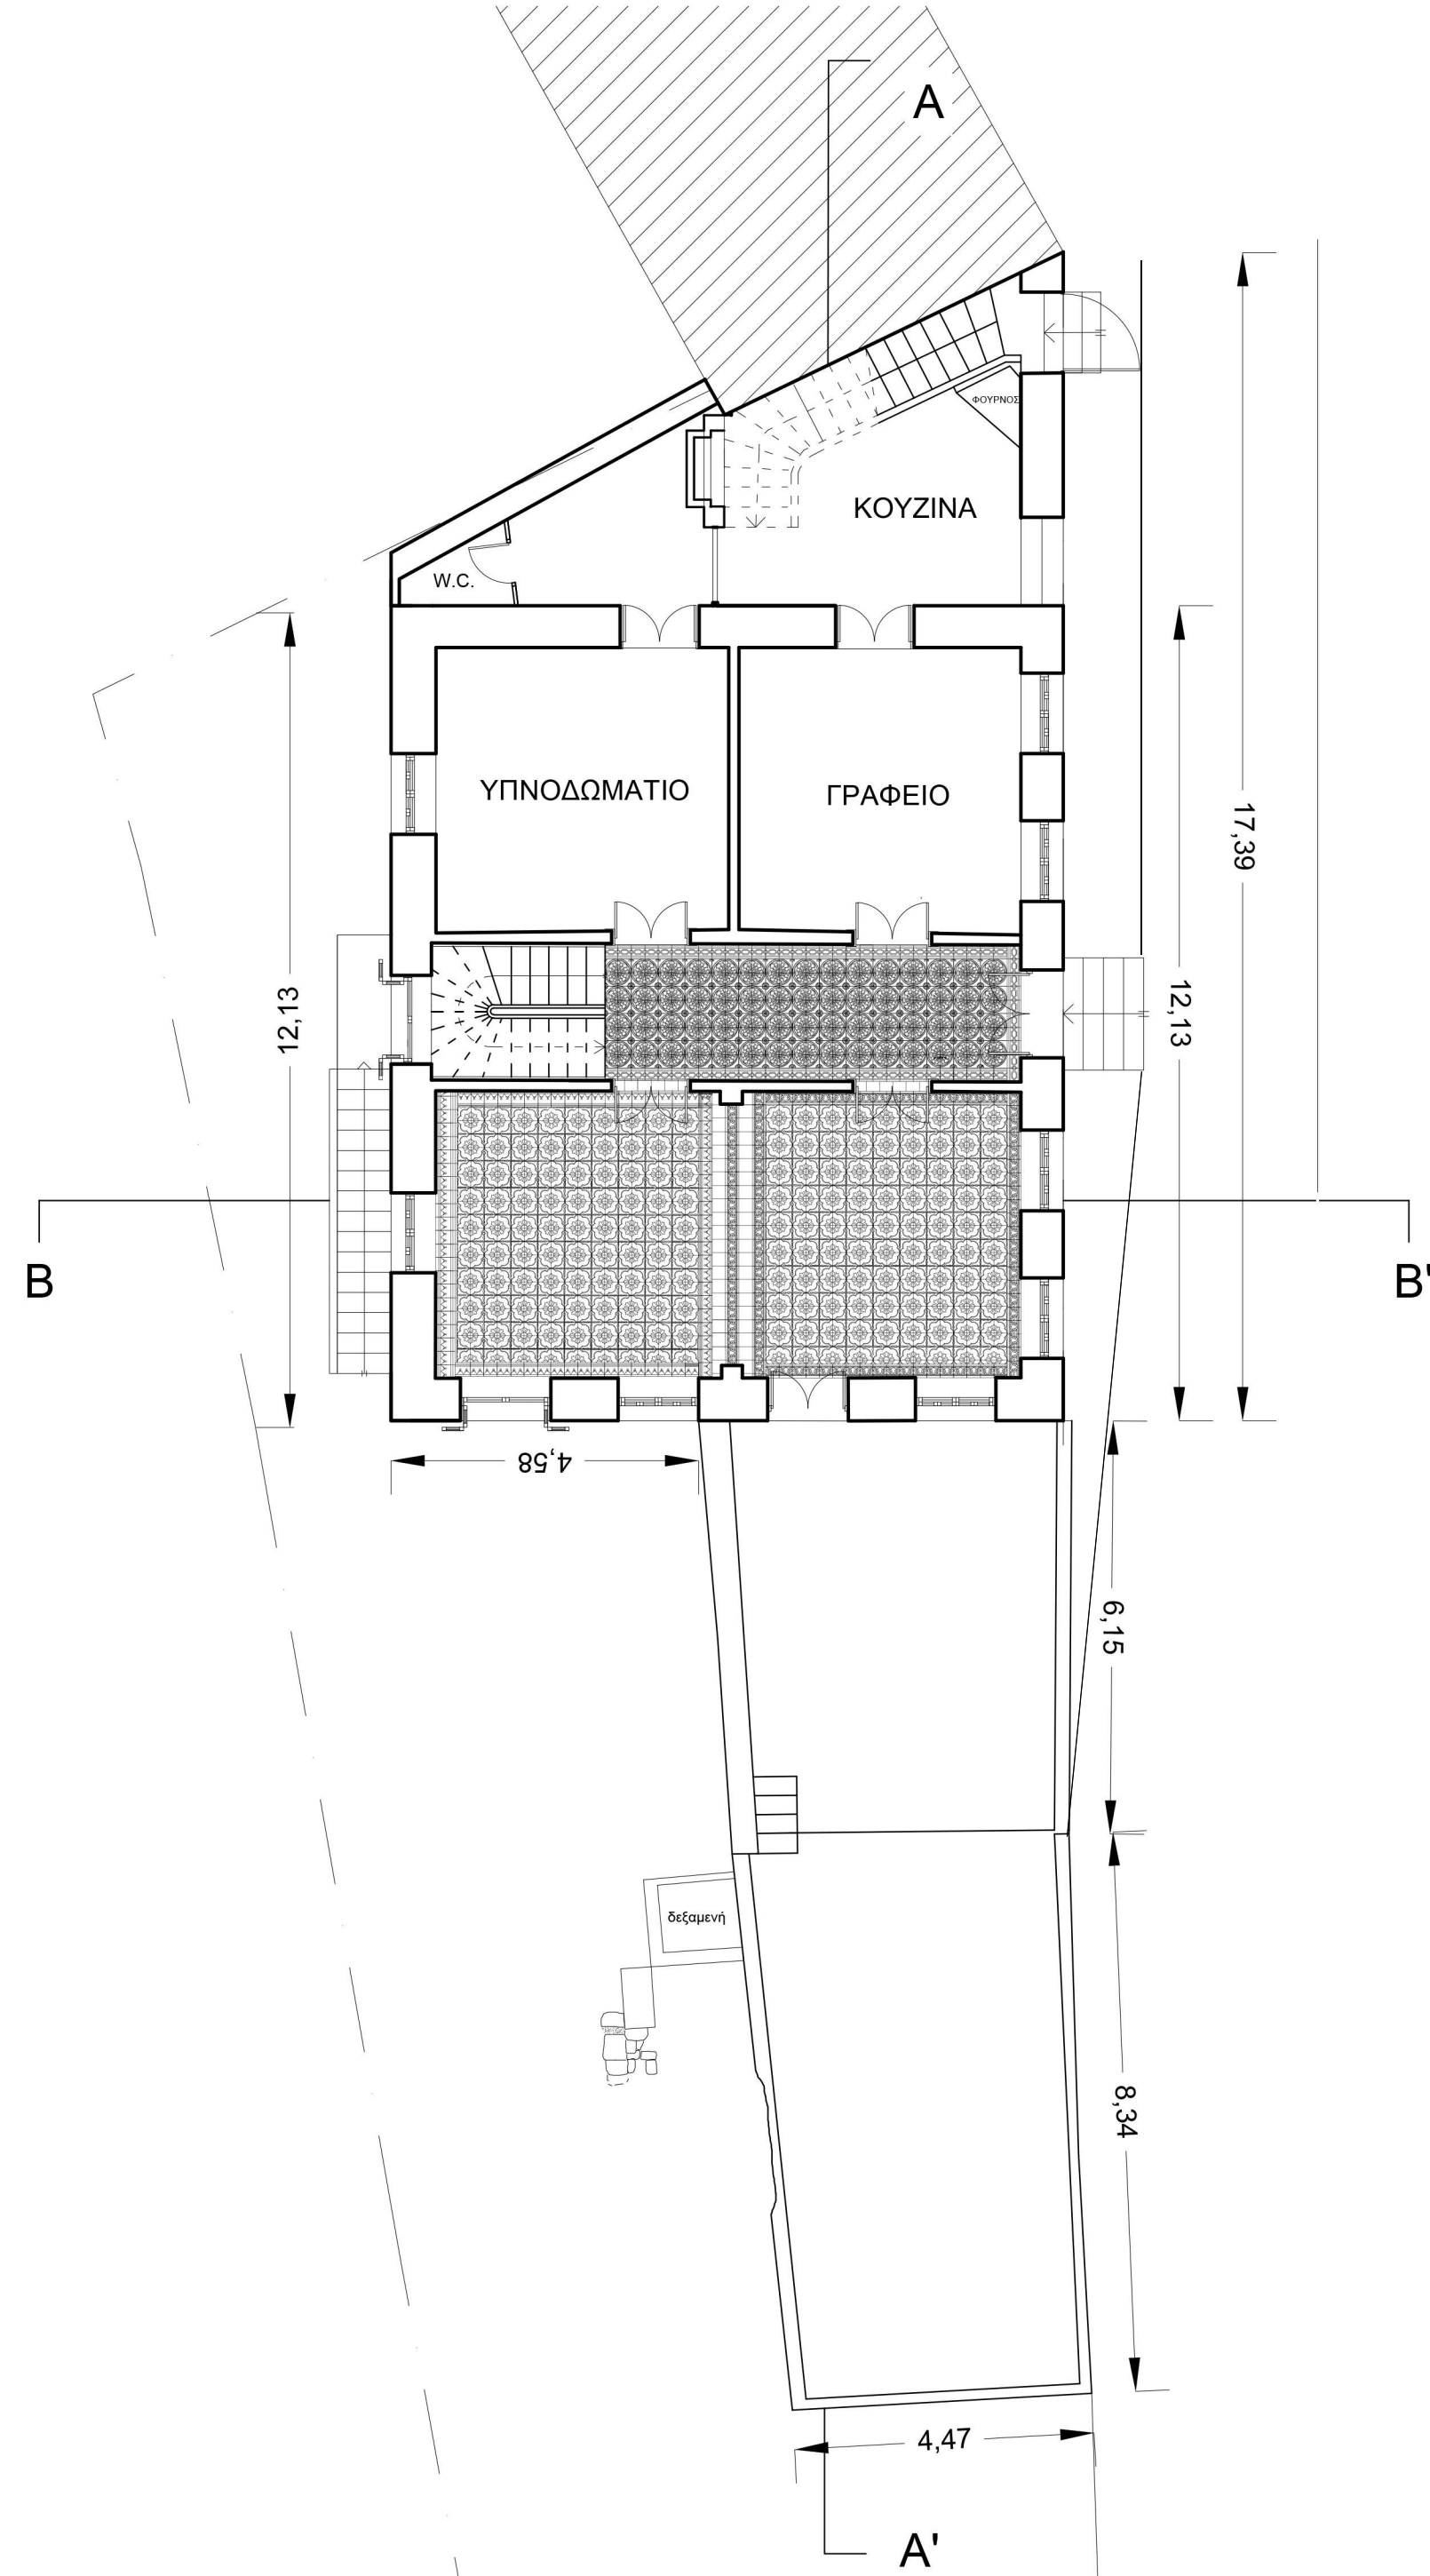 A
ΦΟΥΡΝΟΣ
ΚΟΥΖΙΝΑ
W.C.
ΥΠΝΟΔΩΜΑΤΙΟ
ΓΡΑΦΕΙΟ
17,39
12,13
12,13
B
B'
4,58
6,15
δεξαμενή
8,34
4,47
A'